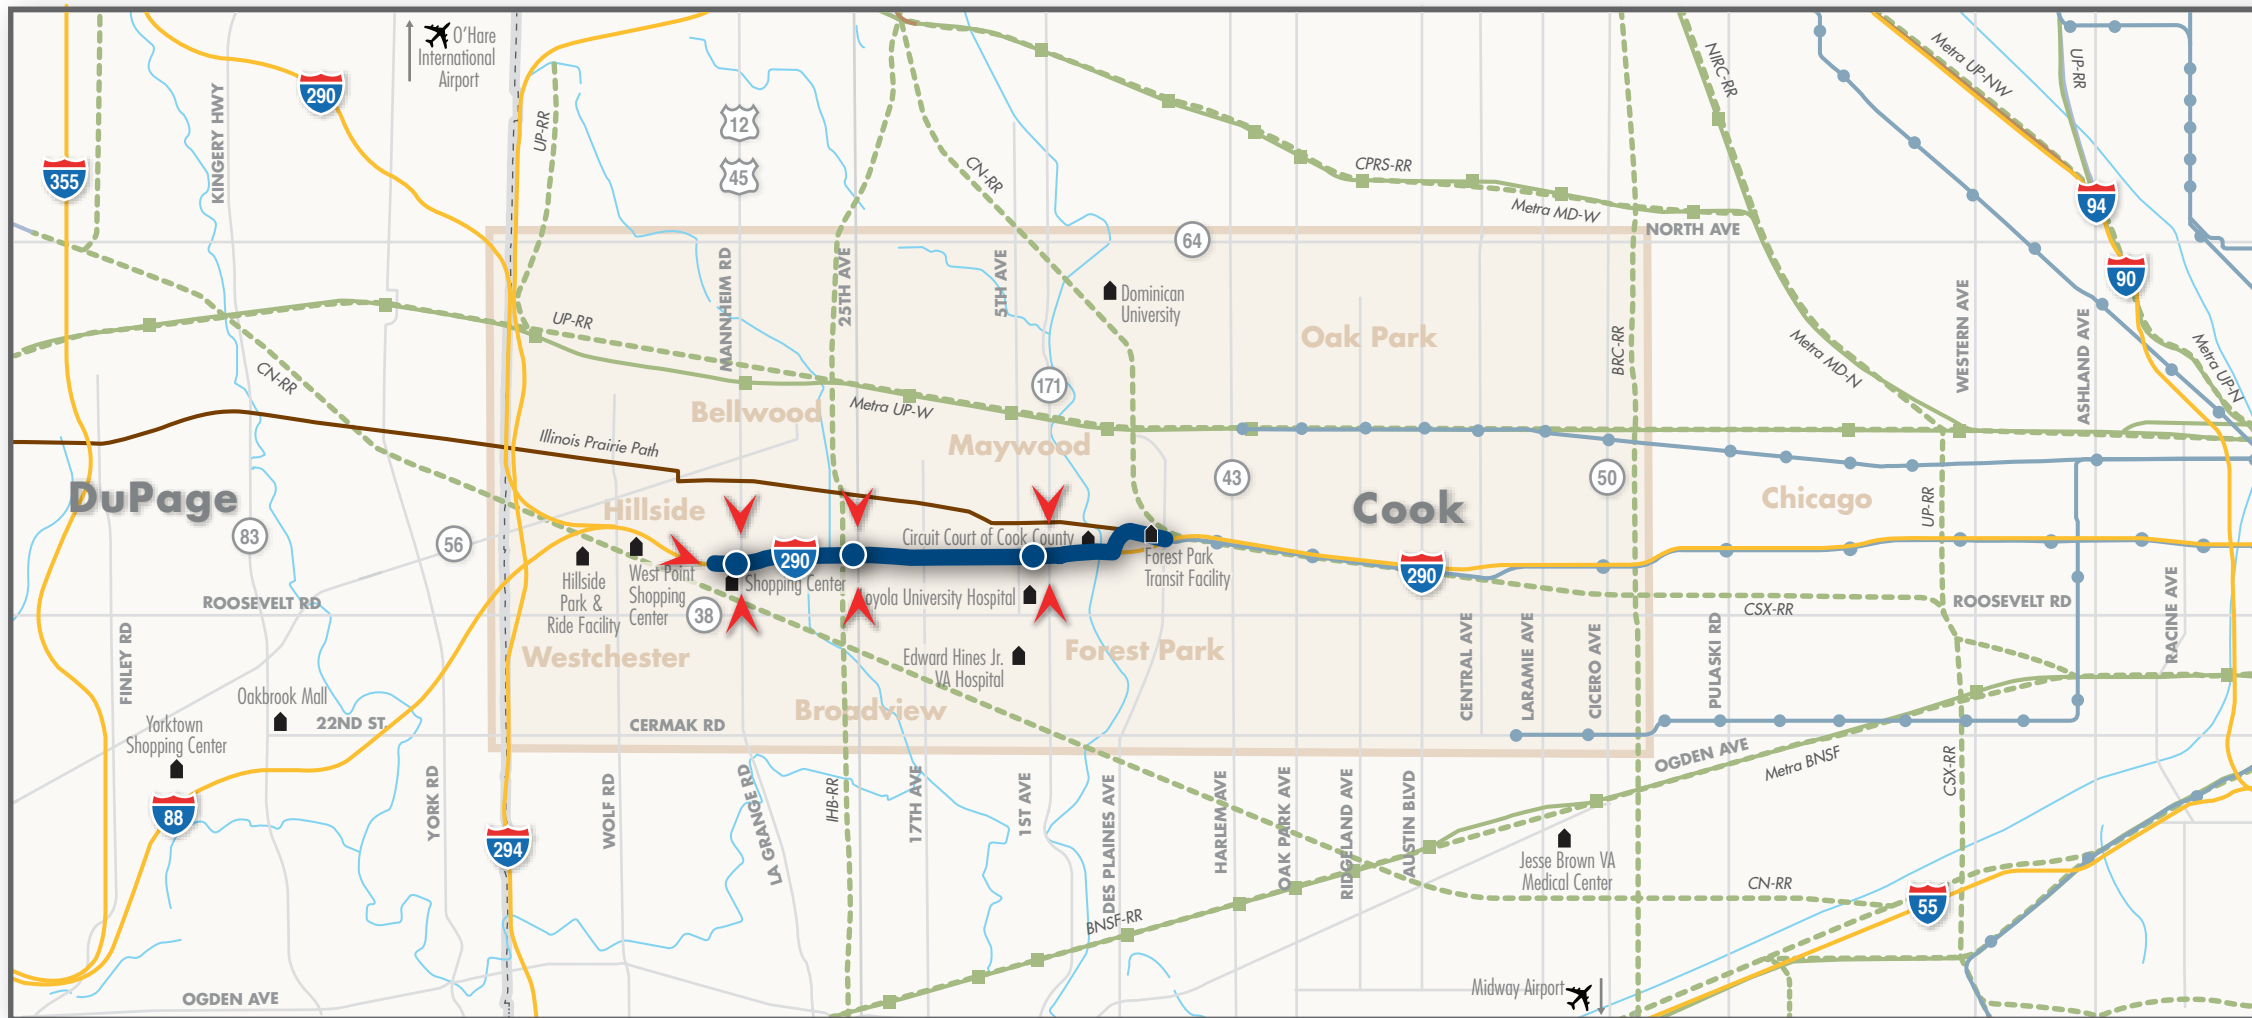 O'Hare
International
Airport
290
355
KINGERY HWY
UP-RR
12
45
CN-RR
CPRS-RR
Metra MD-W
NIRC-RR
Metra UP-NW
UP-RR
94
90
NORTH AVE
64
MANNHEIM RD
25TH AVE
5TH AVE
Dominican
University
Oak Park
BRC-RR
Metra MD-N
WESTERN AVE
ASHLAND AVE
Metra UP-N
UP-RR
CN-RR
Metra UP-W
171
Bellwood
Maywood
Illinois Prairie Path
DuPage
83
56
Hillside
43
Cook
50
Chicago
UP-RR
Circuit Court of Cook County
290
Forest Park
Transit Facility
290
Hillside
Park &
Ride Facility
West Point
Shopping
Center
Shopping Center
Loyola University Hospital
38
ROOSEVELT RD
CSX-RR
ROOSEVELT RD
RACINE AVE
FINLEY RD
Westchester
Edward Hines Jr.
VA Hospital
Forest Park
CENTRAL AVE
LARAMIE AVE
CICERO AVE
PULASKI RD
Oakbrook Mall
22ND ST.
Yorktown
Shopping Center
CERMAK RD
Broadview
OGDEN AVE
Metra BNSF
CSX-RR
88
294
YORK RD
WOLF RD
LA GRANGE RD
IHB-RR
17TH AVE
1ST AVE
DES PLAINES AVE
HARLEM AVE
OAK PARK AVE
RIDGELAND AVE
AUSTIN BLVD
Jesse Brown VA
Medical Center
CN-RR
55
BNSF-RR
OGDEN AVE
Midway Airport